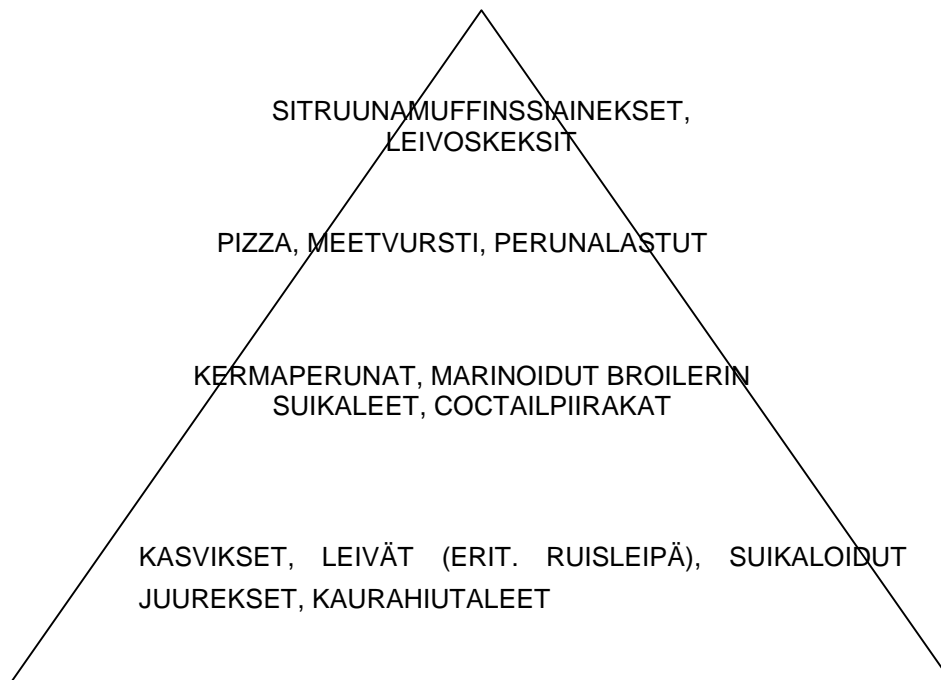 SITRUUNAMUFFINSSIAINEKSET,
LEIVOSKEKSIT
PIZZA, MEETVURSTI, PERUNALASTUT
KERMAPERUNAT, MARINOIDUT BROILERIN
SUIKALEET, COCTAILPIIRAKAT
KASVIKSET, LEIVÄT (ERIT. RUISLEIPÄ), SUIKALOIDUT
JUUREKSET, KAURAHIUTALEET